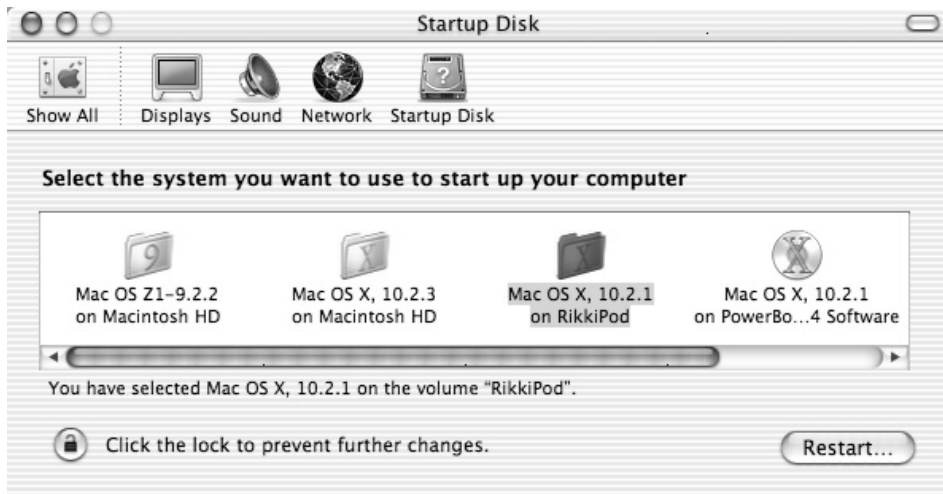 Startup Disk
Show All
Displays
Sound
Network
Startup Disk
Select the system you want to use to start up your computer
9
Mac OS Z1-9.2.2
on Macintosh HD
X
Mac OS X, 10.2.3
on Macintosh HD
X
Mac OS X, 10.2.1
on RikkiPod
X
Mac OS X, 10.2.1
on PowerBo...4 Software
You have selected Mac OS X, 10.2.1 on the volume “RikkiPod”.
Click the lock to prevent further changes.
Restart...